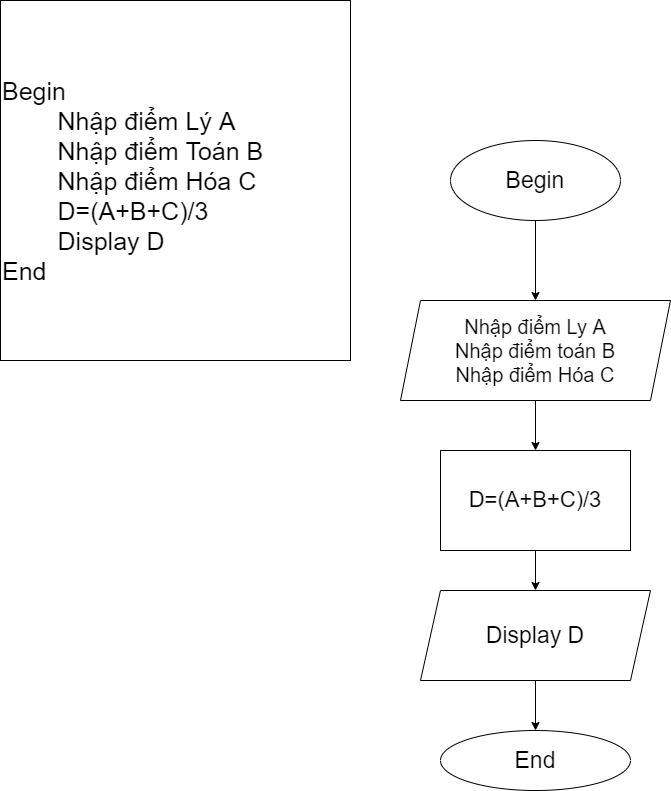 Begin
Nhập điểm Lý A
Nhập điểm Toán B
Nhập điểm Hóa C
D=(A+B+C)/3
Display D
End
Begin
Nhập điểm Ly A
Nhập điểm toán B
Nhập điểm Hóa C
D=(A+B+C)/3
Display D
End